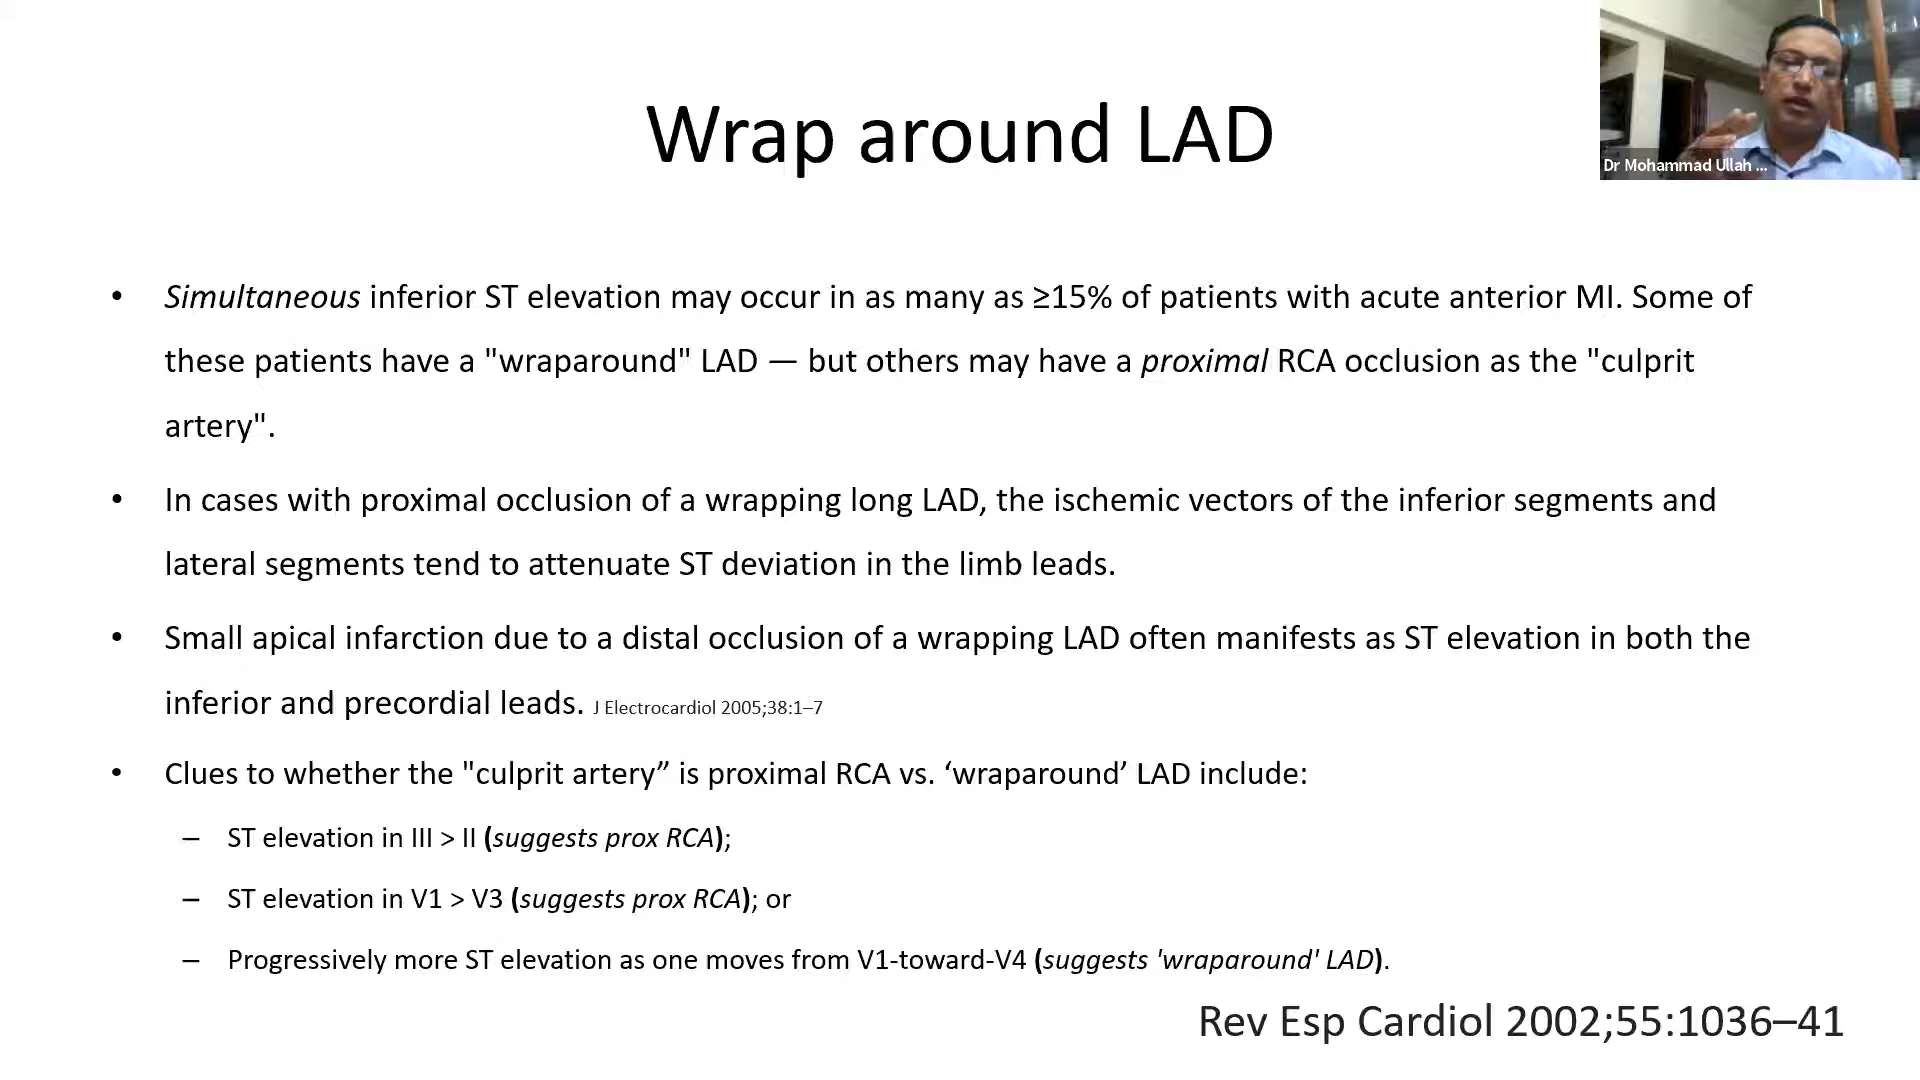 Wrap around LAD
Dr Mohammad Ullah ...
• Simultaneous inferior ST elevation may occur in as many as ≥15% of patients with acute anterior MI. Some of
these patients have a "wraparound" LAD — but others may have a proximal RCA occlusion as the "culprit
artery".
• In cases with proximal occlusion of a wrapping long LAD, the ischemic vectors of the inferior segments and
lateral segments tend to attenuate ST deviation in the limb leads.
• Small apical infarction due to a distal occlusion of a wrapping LAD often manifests as ST elevation in both the
inferior and precordial leads. J Electrocardiol 2005;38:1–7
• Clues to whether the "culprit artery” is proximal RCA vs. ‘wraparound’ LAD include:
– ST elevation in III > II (suggests prox RCA);
– ST elevation in V1 > V3 (suggests prox RCA); or
– Progressively more ST elevation as one moves from V1-toward-V4 (suggests 'wraparound' LAD).
Rev Esp Cardiol 2002;55:1036–41